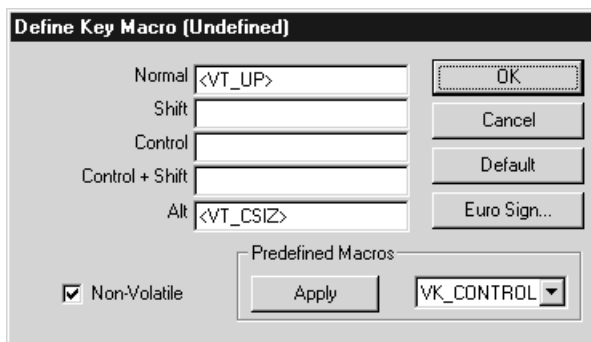 Define Key Macro (Undefined)
Normal <VT_UP>
Shift
Control
Control + Shift
Alt <VT_CSIZ>
OK
Cancel
Default
Euro Sign...
Predefined Macros
Non-Volatile
Apply
VK_CONTROL